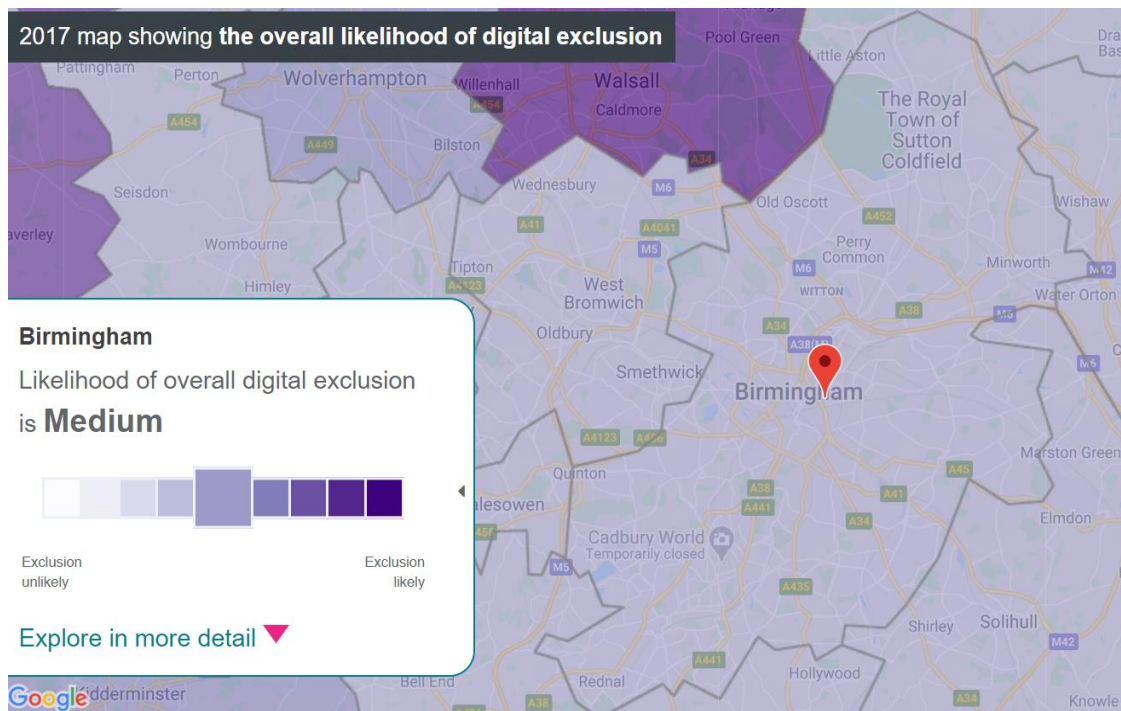 2017 map showing the overall likelihood of digital exclusion
Pool Green
Little Aston
Pattingham
Perton
Wolverhampton
Willenhall
Walsall
A454
Caldmore
The Royal
Town of
Sutton
Coldfield
A454
A449
Bilston
A34
Seisdon
Wednesbury
M6
Old Oscott
Wishaw
A41
A4041
A452
Wombourne
M5
Perry
Common
Minworth
M42
Tipton
M6
Himley
A4123
West
Bromwich
WITTON
Water Orton
A38
M6
Oldbury
A34
A38(M)
M6
Smethwick
Birmingham
A4123
A456
Marston Green
Quinton
A45
A38
A41
A441
A34
Elmdon
Cadbury World
Temporarily closed
M5
A435
Shirley
Solihull
M42
A441
Hollywood
Bell End
Rednal
A38
A34
Knowle
Birmingham
Likelihood of overall digital exclusion
is Medium
Exclusion
unlikely
Exclusion
likely
Explore in more detail
Google